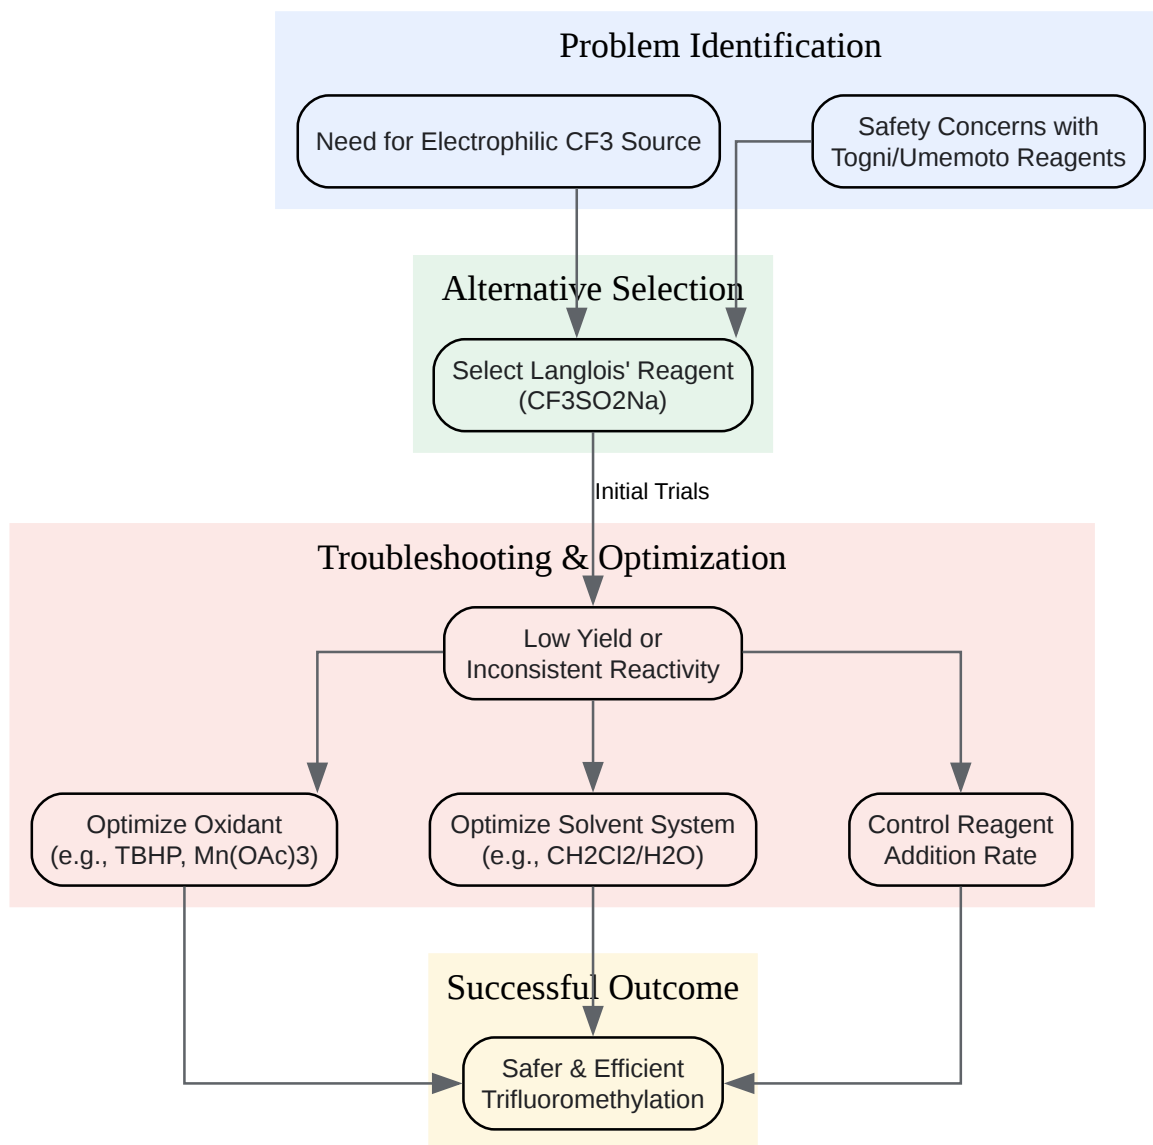 Problem Identification
Need for Electrophilic CF3 Source
Safety Concerns with
Togni/Umemoto Reagents
Alternative Selection
Select Langlois' Reagent
(CF3SO2Na)
Initial Trials
Troubleshooting & Optimization
Low Yield or
Inconsistent Reactivity
Optimize Oxidant
(e.g., TBHP, Mn(OAc)3)
Optimize Solvent System
(e.g., CH2Cl2/H2O)
Control Reagent
Addition Rate
Successful Outcome
Safer & Efficient
Trifluoromethylation